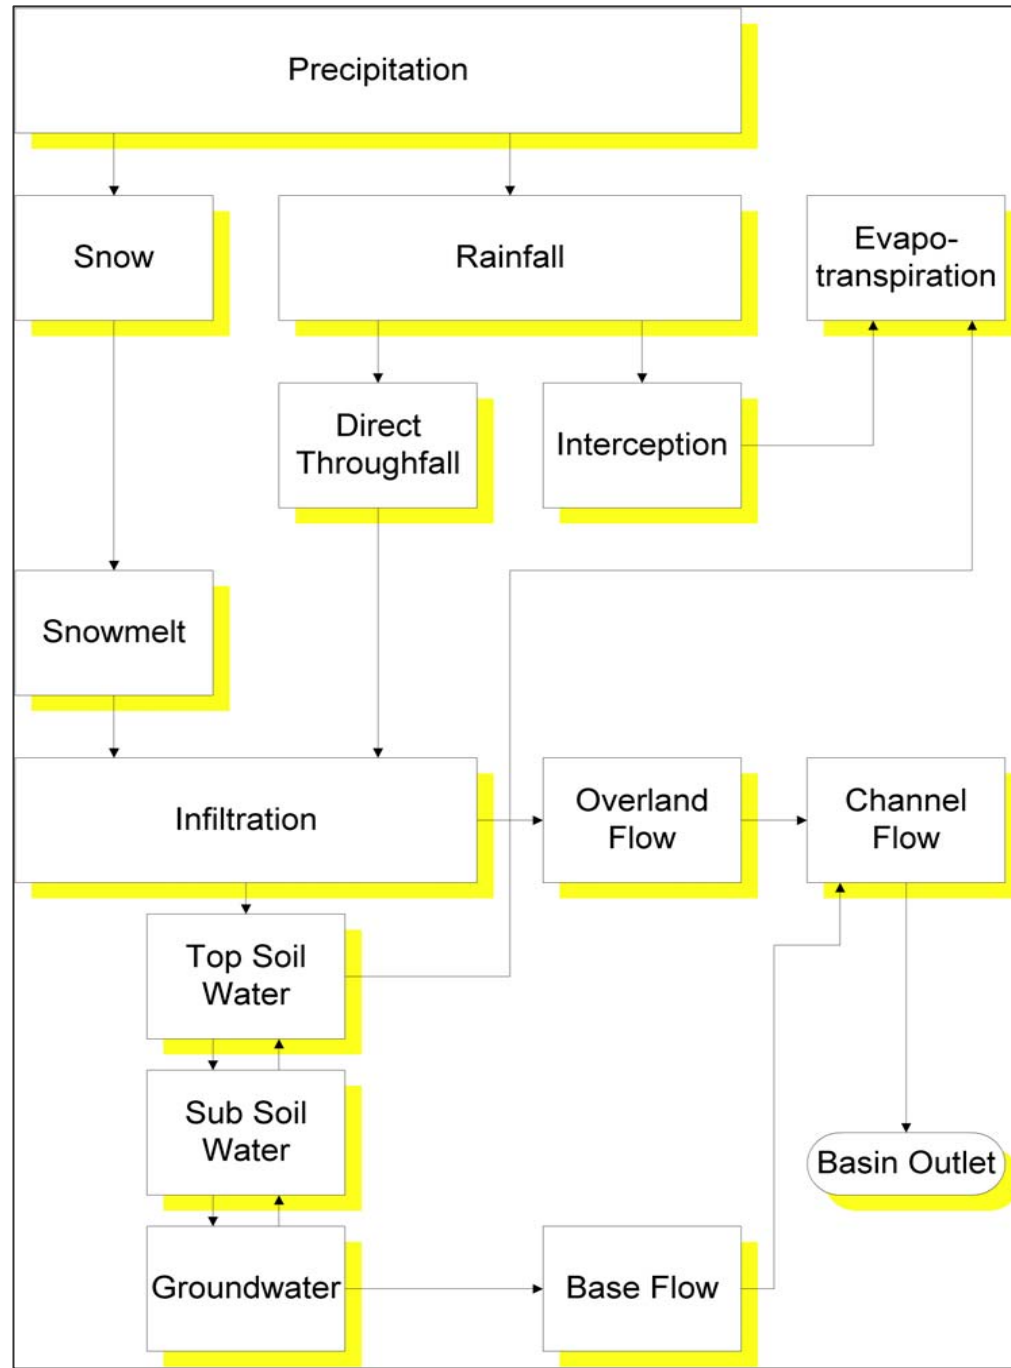 Precipitation
Snow
Rainfall
Evapo-
transpiration
Direct
Throughfall
Interception
Snowmelt
Infiltration
Overland
Flow
Channel
Flow
Top Soil
Water
Sub Soil
Water
Basin Outlet
Groundwater
Base Flow